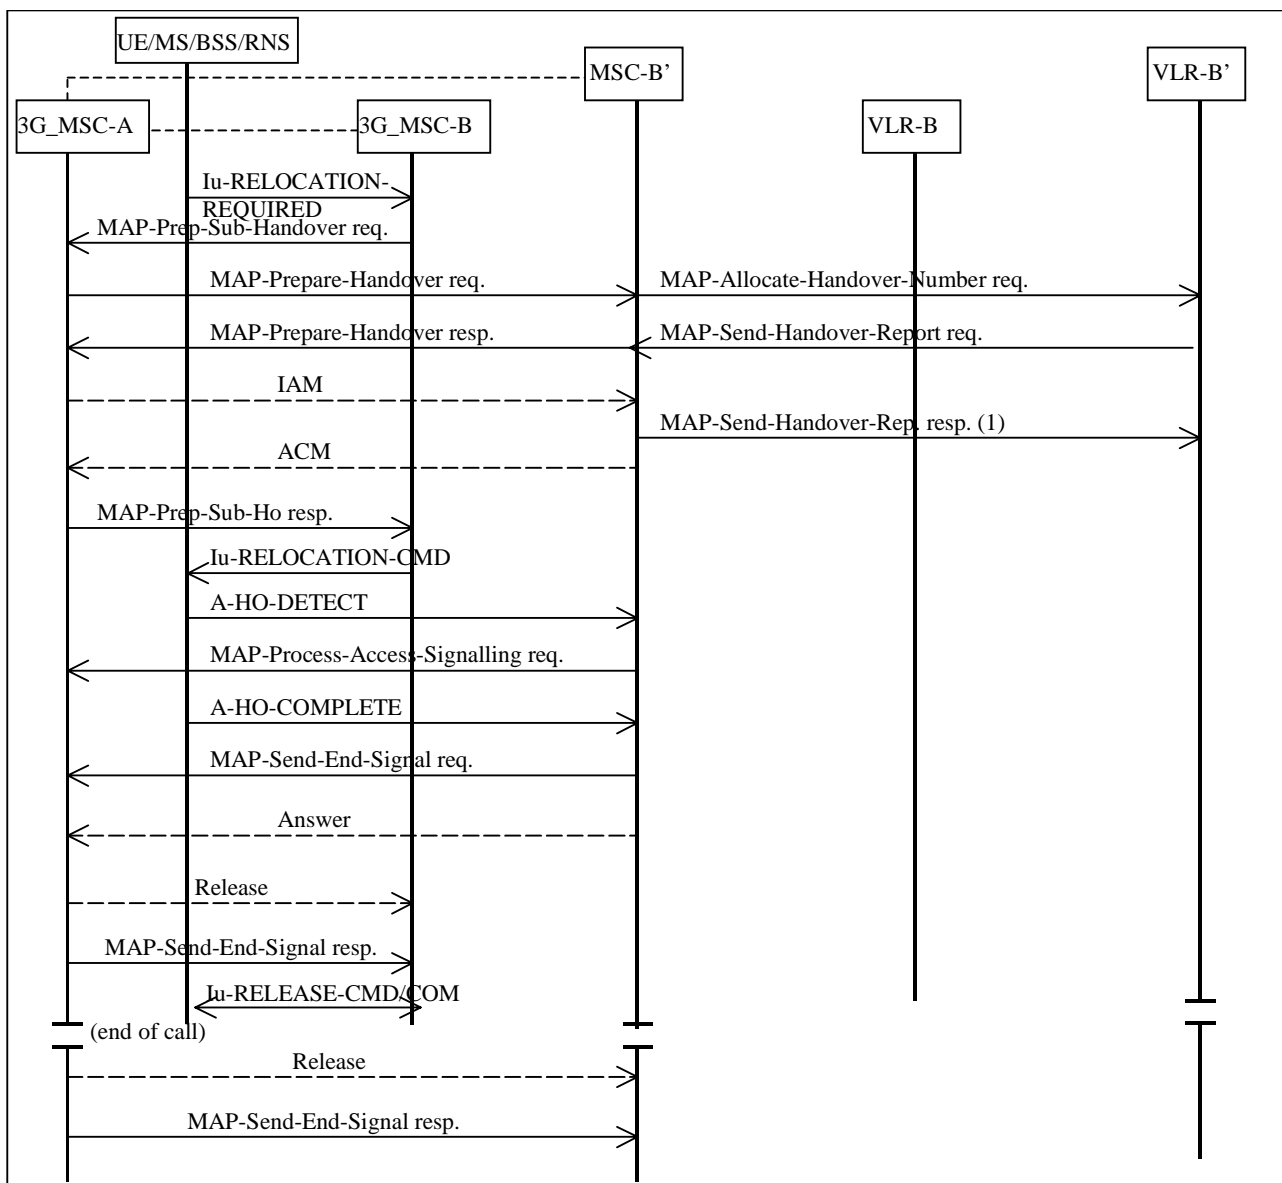 UE/MS/BSS/RNS
MSC-B’
VLR-B’
3G_MSC-A
3G_MSC-B
VLR-B
Iu-RELOCATION-
REQUIRED
MAP-Prep-Sub-Handover req.
MAP-Prepare-Handover req.
MAP-Allocate-Handover-Number req.
MAP-Prepare-Handover resp.
MAP-Send-Handover-Report req.
IAM
MAP-Send-Handover-Rep. resp. (1)
ACM
MAP-Prep-Sub-Ho resp.
Iu-RELOCATION-CMD
A-HO-DETECT
MAP-Process-Access-Signalling req.
A-HO-COMPLETE
MAP-Send-End-Signal req.
Answer
Release
MAP-Send-End-Signal resp.
Iu-RELEASE-CMD/COM
(end of call)
Release
MAP-Send-End-Signal resp.